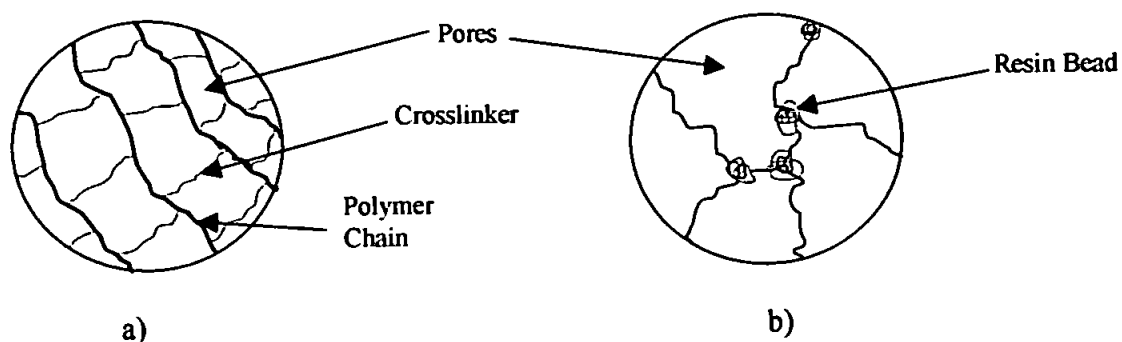 Pores
Resin Bead
Crosslinker
Polymer
Chain
a)
b)